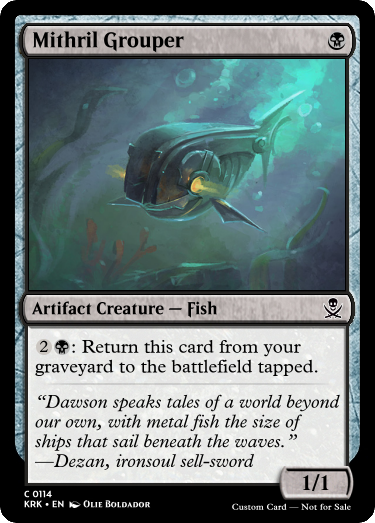 Mithril Grouper
Artifact Creature — Fish
2 : Return this card from your
graveyard to the battlefield tapped.
“Dawson speaks tales of a world beyond
our own, with metal fish the size of
ships that sail beneath the waves.”
—Dezan, ironsoul sell-sword
1/1
C 0114
KRK • EN Olie Boldador
Custom Card — Not for Sale